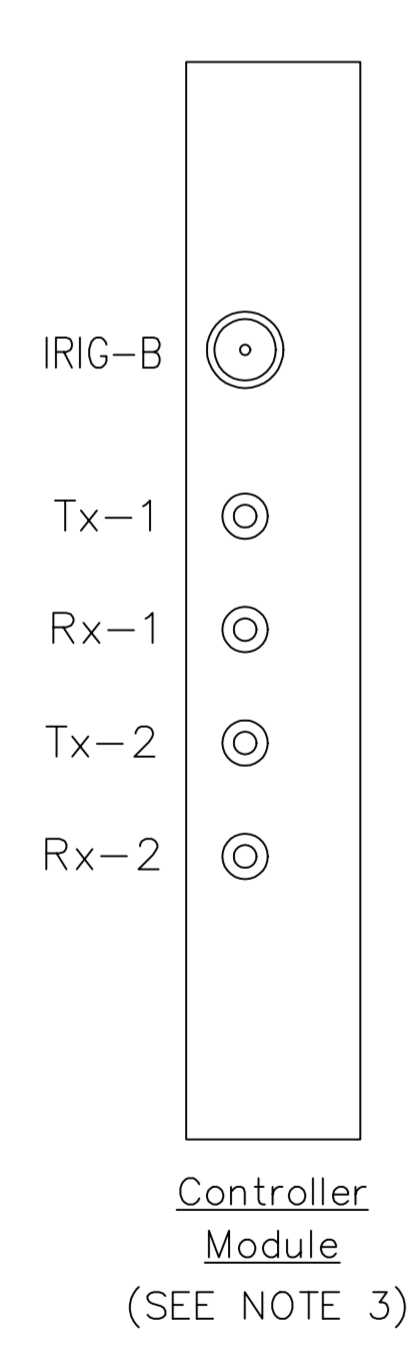 IRIG-B
Tx-1
Rx-1
Tx-2
Rx-2
Controller
Module
(SEE NOTE 3)